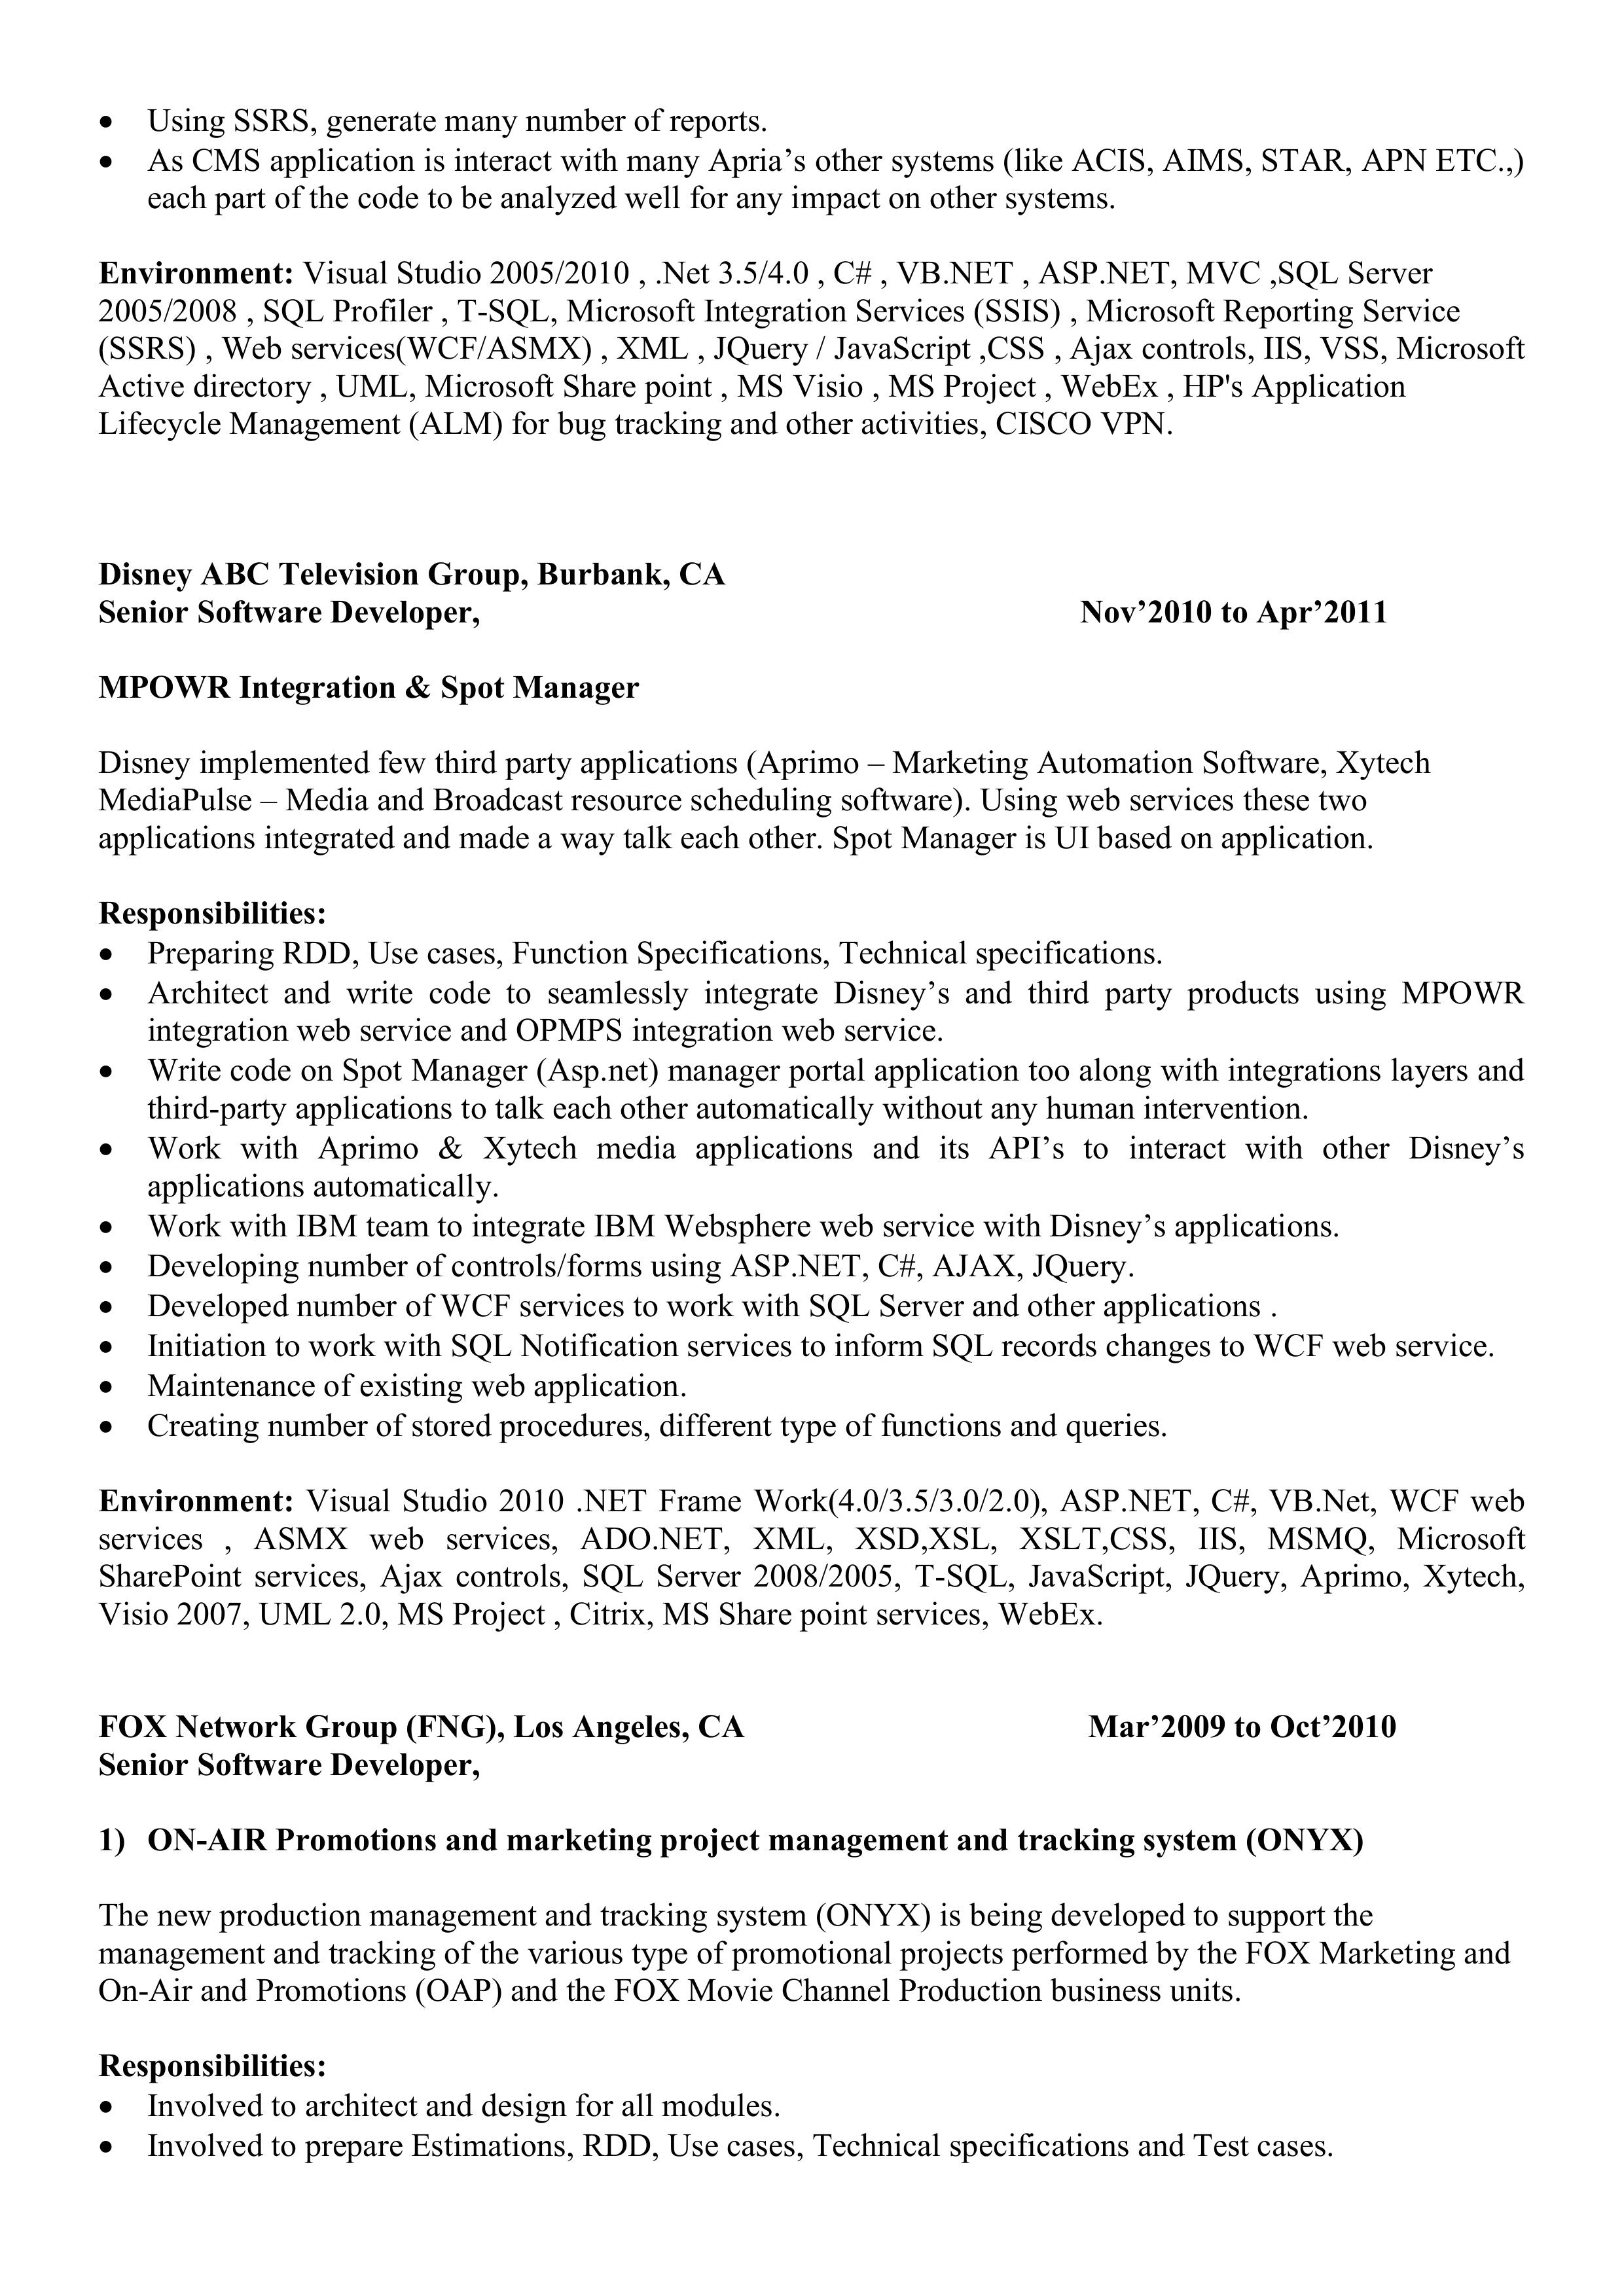 • Using SSRS, generate many number of reports.
• As CMS application is interact with many Apria’s other systems (like ACIS, AIMS, STAR, APN ETC.,)
each part of the code to be analyzed well for any impact on other systems.
Environment: Visual Studio 2005/2010 , .Net 3.5/4.0 , C# , VB.NET , ASP.NET, MVC ,SQL Server
2005/2008 , SQL Profiler , T-SQL, Microsoft Integration Services (SSIS) , Microsoft Reporting Service
(SSRS) , Web services(WCF/ASMX) , XML , JQuery / JavaScript ,CSS , Ajax controls, IIS, VSS, Microsoft
Active directory , UML, Microsoft Share point , MS Visio , MS Project , WebEx , HP's Application
Lifecycle Management (ALM) for bug tracking and other activities, CISCO VPN.
Disney ABC Television Group, Burbank, CA
Senior Software Developer, Nov’2010 to Apr’2011
MPOWR Integration & Spot Manager
Disney implemented few third party applications (Aprimo – Marketing Automation Software, Xytech
MediaPulse – Media and Broadcast resource scheduling software). Using web services these two
applications integrated and made a way talk each other. Spot Manager is UI based on application.
Responsibilities:
• Preparing RDD, Use cases, Function Specifications, Technical specifications.
• Architect and write code to seamlessly integrate Disney’s and third party products using MPOWR
integration web service and OPMPS integration web service.
• Write code on Spot Manager (Asp.net) manager portal application too along with integrations layers and
third-party applications to talk each other automatically without any human intervention.
• Work with Aprimo & Xytech media applications and its API’s to interact with other Disney’s
applications automatically.
• Work with IBM team to integrate IBM Websphere web service with Disney’s applications.
• Developing number of controls/forms using ASP.NET, C#, AJAX, JQuery.
• Developed number of WCF services to work with SQL Server and other applications .
• Initiation to work with SQL Notification services to inform SQL records changes to WCF web service.
• Maintenance of existing web application.
• Creating number of stored procedures, different type of functions and queries.
Environment: Visual Studio 2010 .NET Frame Work(4.0/3.5/3.0/2.0), ASP.NET, C#, VB.Net, WCF web
services , ASMX web services, ADO.NET, XML, XSD,XSL, XSLT,CSS, IIS, MSMQ, Microsoft
SharePoint services, Ajax controls, SQL Server 2008/2005, T-SQL, JavaScript, JQuery, Aprimo, Xytech,
Visio 2007, UML 2.0, MS Project , Citrix, MS Share point services, WebEx.
FOX Network Group (FNG), Los Angeles, CA Mar’2009 to Oct’2010
Senior Software Developer,
1) ON-AIR Promotions and marketing project management and tracking system (ONYX)
The new production management and tracking system (ONYX) is being developed to support the
management and tracking of the various type of promotional projects performed by the FOX Marketing and
On-Air and Promotions (OAP) and the FOX Movie Channel Production business units.
Responsibilities:
• Involved to architect and design for all modules.
• Involved to prepare Estimations, RDD, Use cases, Technical specifications and Test cases.